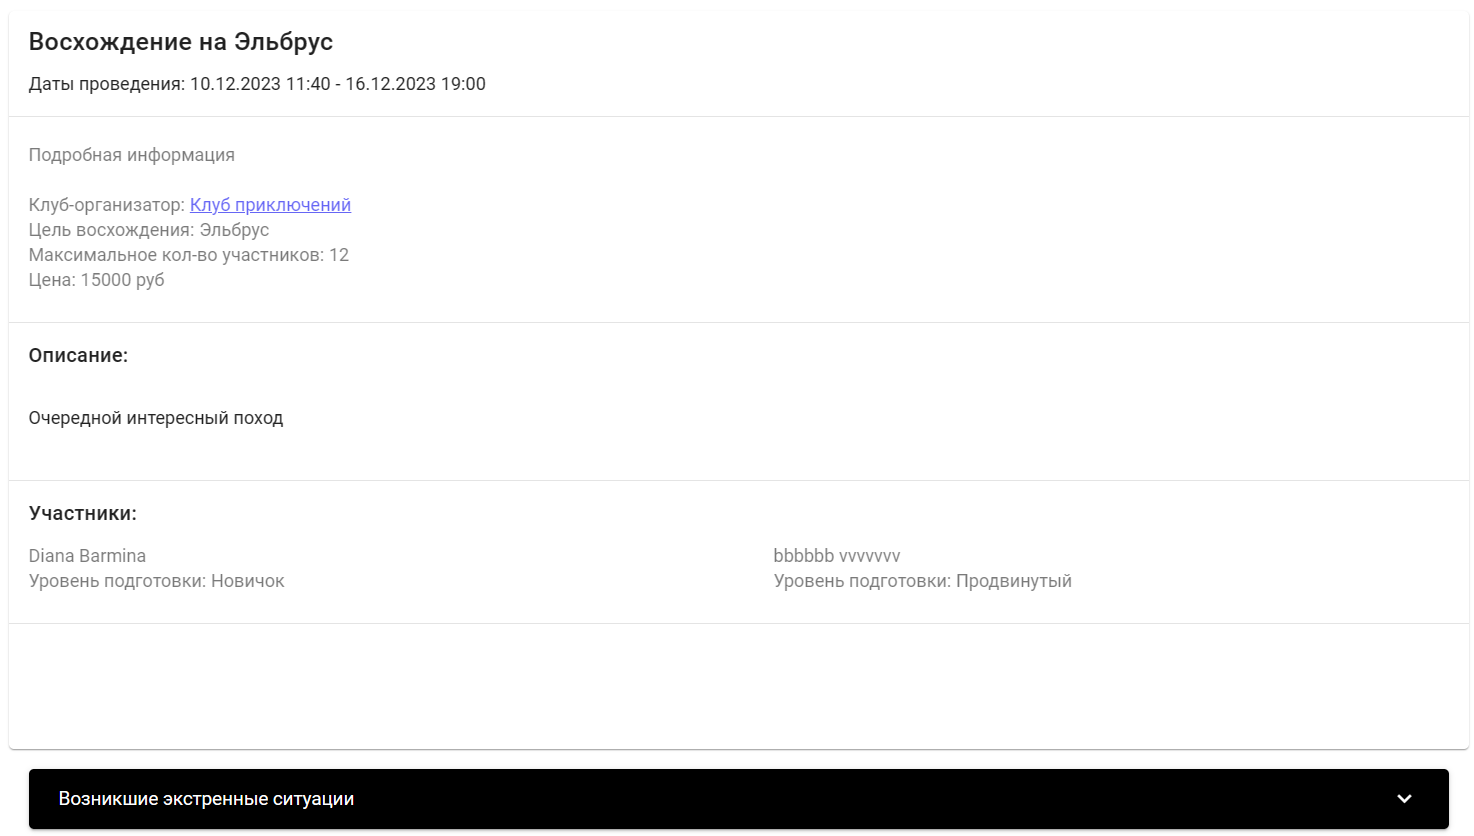 Восхождение на Эльбрус
Даты проведения: 10.12.2023 11:40 - 16.12.2023 19:00
Подробная информация
Клуб-организатор: Клуб приключений
Цель восхождения: Эльбрус
Максимальное кол-во участников: 12
Цена: 15000 руб
Описание:
Очередной интересный поход
Участники:
Diana Barmina
Уровень подготовки: Новичок
bbbbbb vvvvvvv
Уровень подготовки: Продвинутый
Возникшие экстренные ситуации